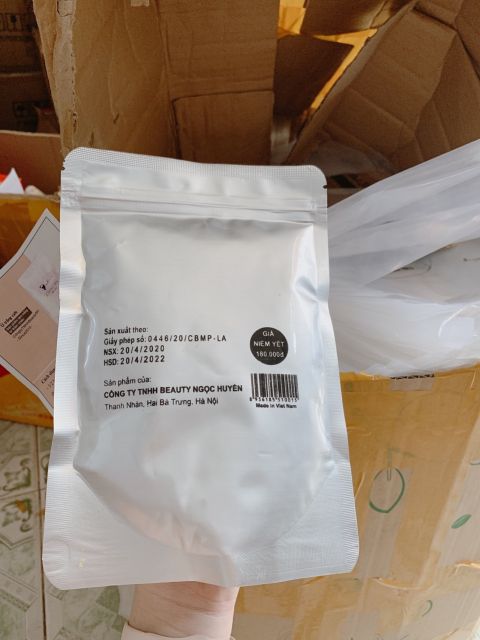 Sản xuất theo:
Giấy phép số: 0446/20/CBMP-LA
NSX: 20/4/2020
HSD: 20/4/2022
GIÁ
NIÊM YẾT
180.000đ
Sản phẩm của:
CÔNG TY TNHH BEAUTY NGỌC HUYỀN
Thanh Nhàn, Hai Bà Trưng, Hà Nội
Made in Viet Nam